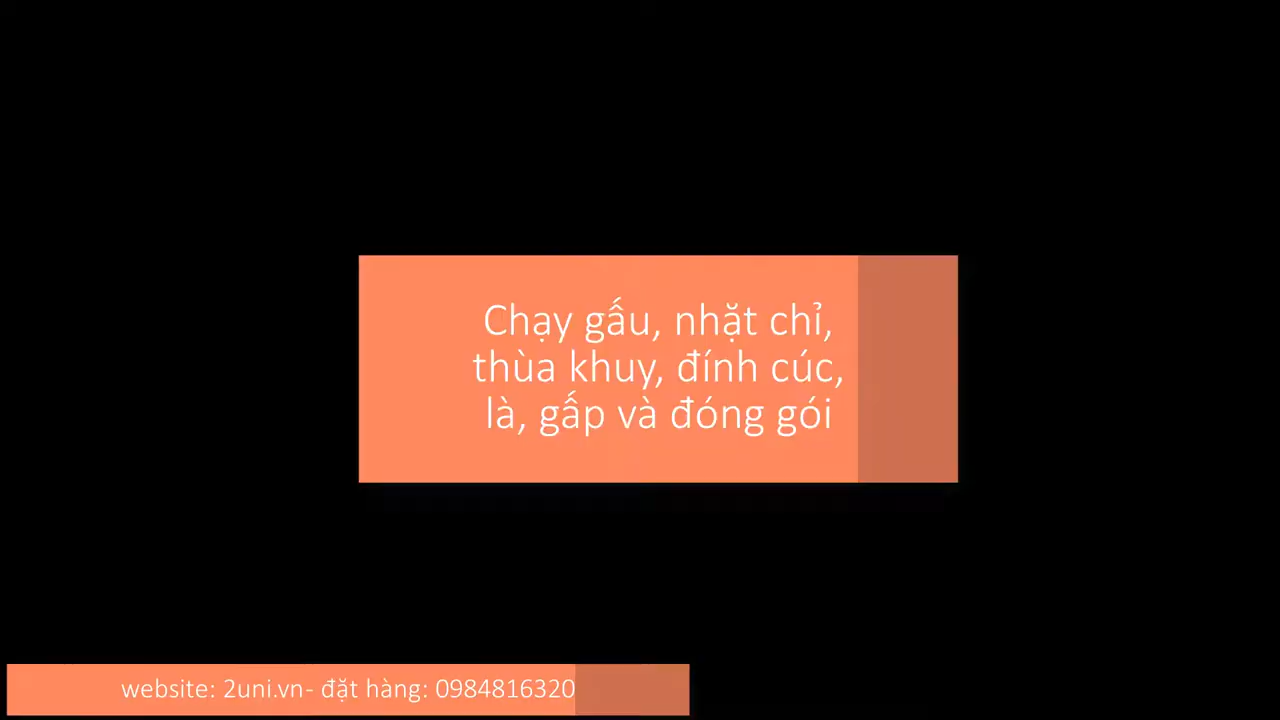 Chạy gấu, nhặt chỉ,
thùa khuy, đính cúc,
là, gấp và đóng gói
website: 2uni.vn- đặt hàng: 0984816320